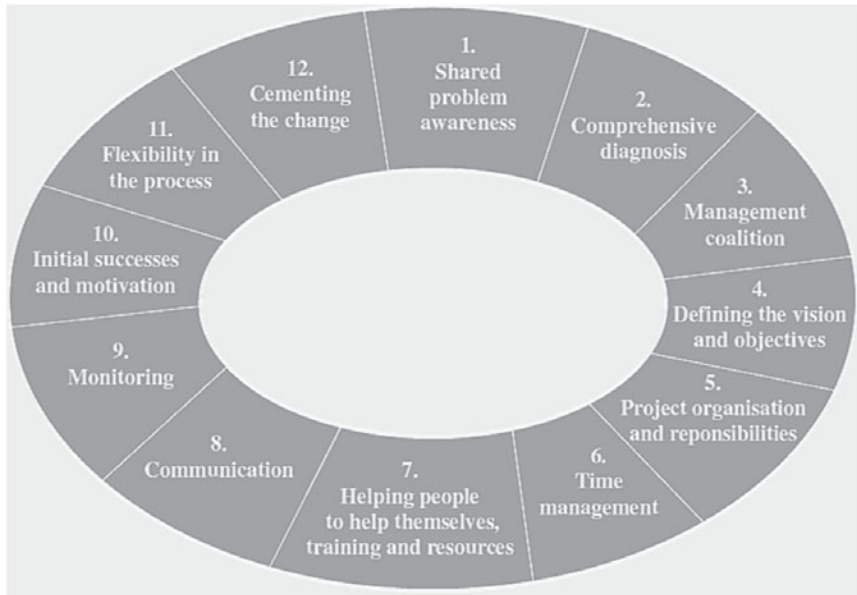 1.
Shared
problem
awareness
2.
Comprehensive
diagnosis
3.
Management
coalition
4.
Defining the vision
and objectives
5.
Project organisation
and reponsibilities
6.
Time
management
7.
Helping people
to help themselves,
training and resources
8.
Communication
9.
Monitoring
10.
Initial successes
and motivation
11.
Flexibility in
the process
12.
Cementing
the change